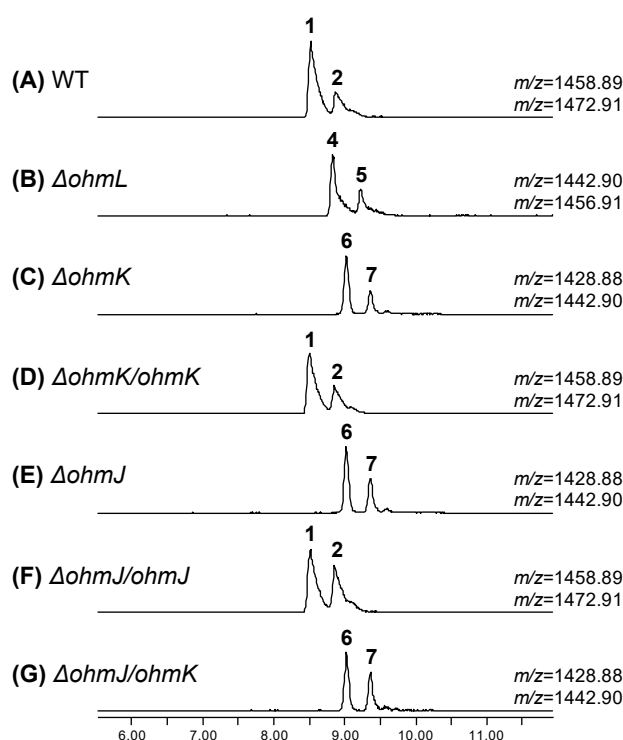 1
2
(A) WT
m/z=1458.89
m/z=1472.91
4
5
(B) ΔohmL
m/z=1442.90
m/z=1456.91
6
7
(C) ΔohmK
m/z=1428.88
m/z=1442.90
1
2
(D) ΔohmK/ohmK
m/z=1458.89
m/z=1472.91
6
7
(E) ΔohmJ
m/z=1428.88
m/z=1442.90
1
2
(F) ΔohmJ/ohmJ
m/z=1458.89
m/z=1472.91
6
7
(G) ΔohmJ/ohmK
m/z=1428.88
m/z=1442.90
6.00 7.00 8.00 9.00 10.00 11.00